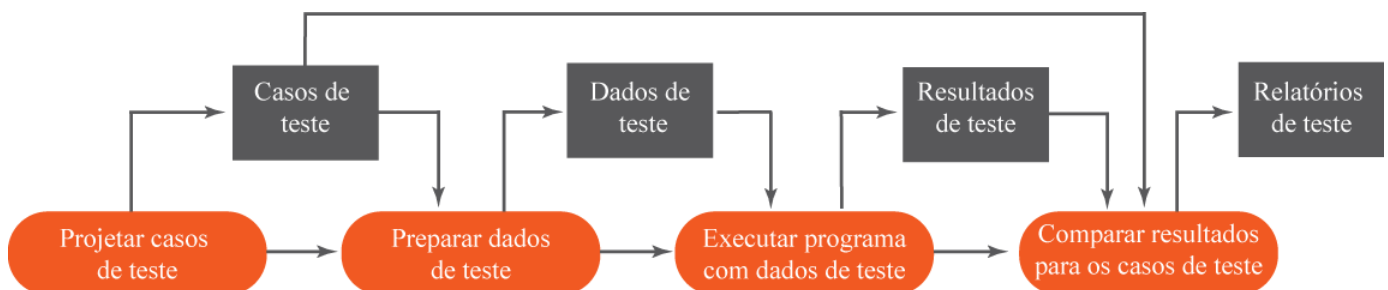 Casos de
teste
Dados de
teste
Resultados
de teste
Relatórios
de teste
Projetar casos
de teste
Preparar dados
de teste
Executar programa
com dados de teste
Comparar resultados
para os casos de teste